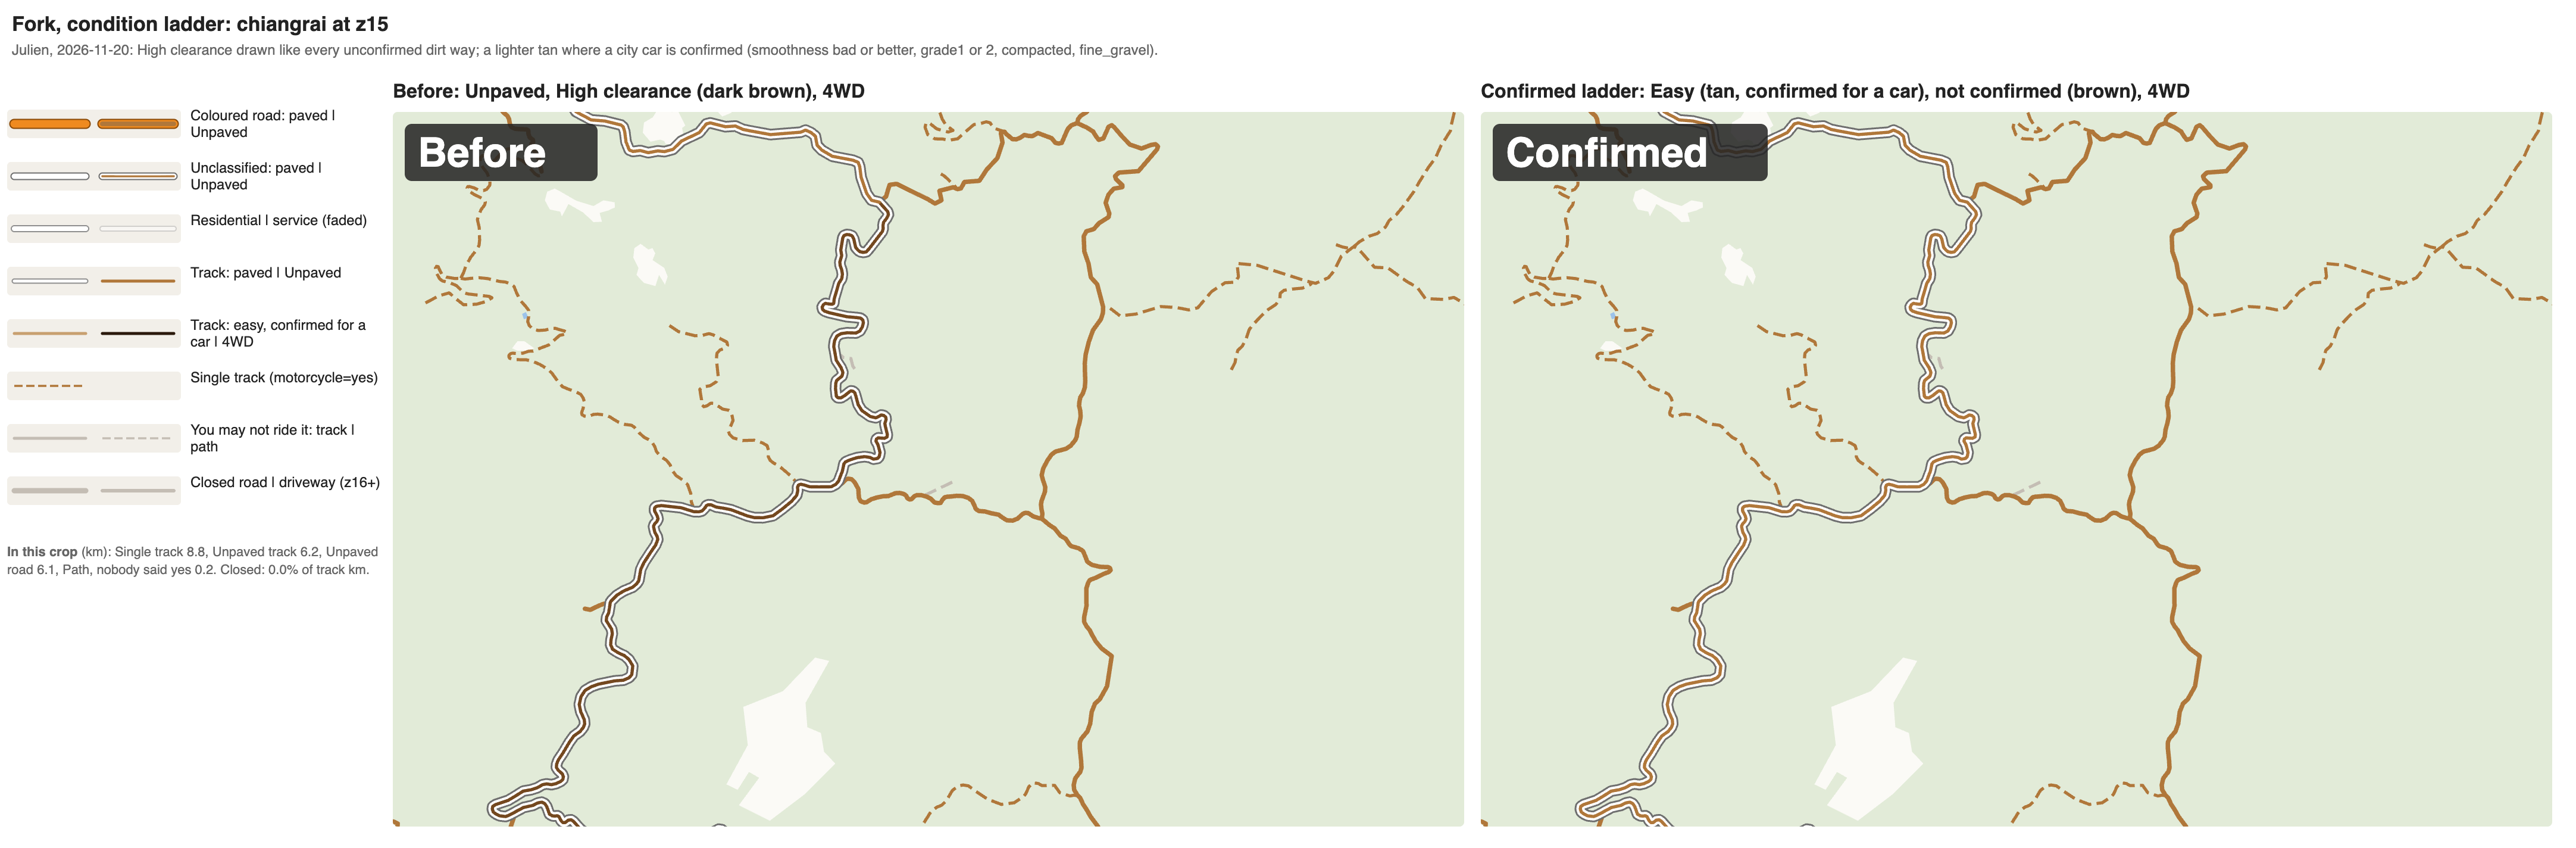 Fork, condition ladder: chiangrai at z15
Julien, 2026-11-20: High clearance drawn like every unconfirmed dirt way; a lighter tan where a city car is confirmed (smoothness bad or better, grade1 or 2, compacted, fine_gravel).
Coloured road: paved |
Unpaved
Unclassified: paved |
Unpaved
Residential | service (faded)
Track: paved | Unpaved
Track: easy, confirmed for a
car | 4WD
Single track (motorcycle=yes)
You may not ride it: track |
path
Closed road | driveway (z16+)
In this crop (km): Single track 8.8, Unpaved track 6.2, Unpaved
road 6.1, Path, nobody said yes 0.2. Closed: 0.0% of track km.
Before: Unpaved, High clearance (dark brown), 4WD
Before
Confirmed ladder: Easy (tan, confirmed for a car), not confirmed (brown), 4WD
Confirmed